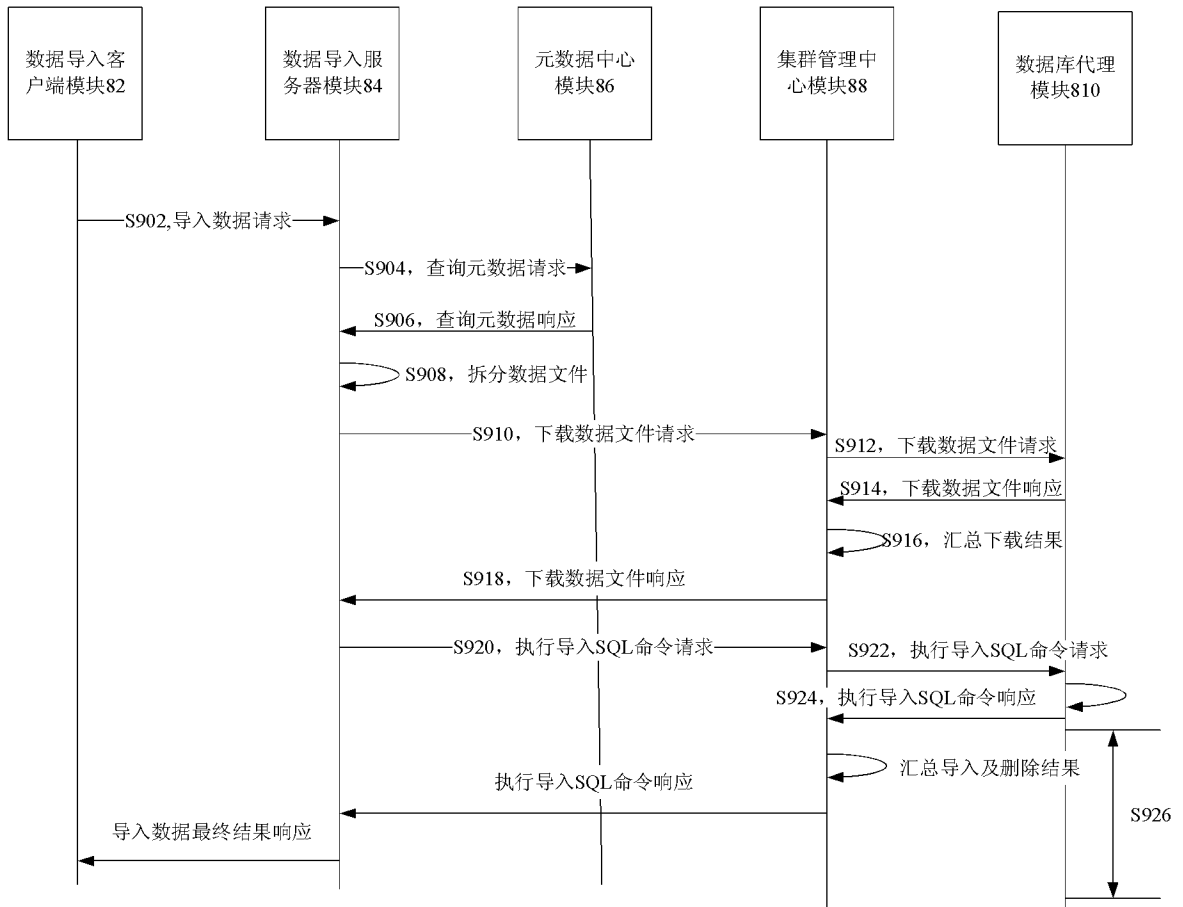 数据导入客
户端模块82
数据导入服
务器模块84
元数据中心
模块86
集群管理中
心模块88
数据库代理
模块810
S902,导入数据请求
S904，查询元数据请求
S906，查询元数据响应
S908，拆分数据文件
S910，下载数据文件请求
S912，下载数据文件请求
S914，下载数据文件响应
S916，汇总下载结果
S918，下载数据文件响应
S920，执行导入SQL命令请求
S922，执行导入SQL命令请求
S924，执行导入SQL命令响应
汇总导入及删除结果
执行导入SQL命令响应
S926
导入数据最终结果响应